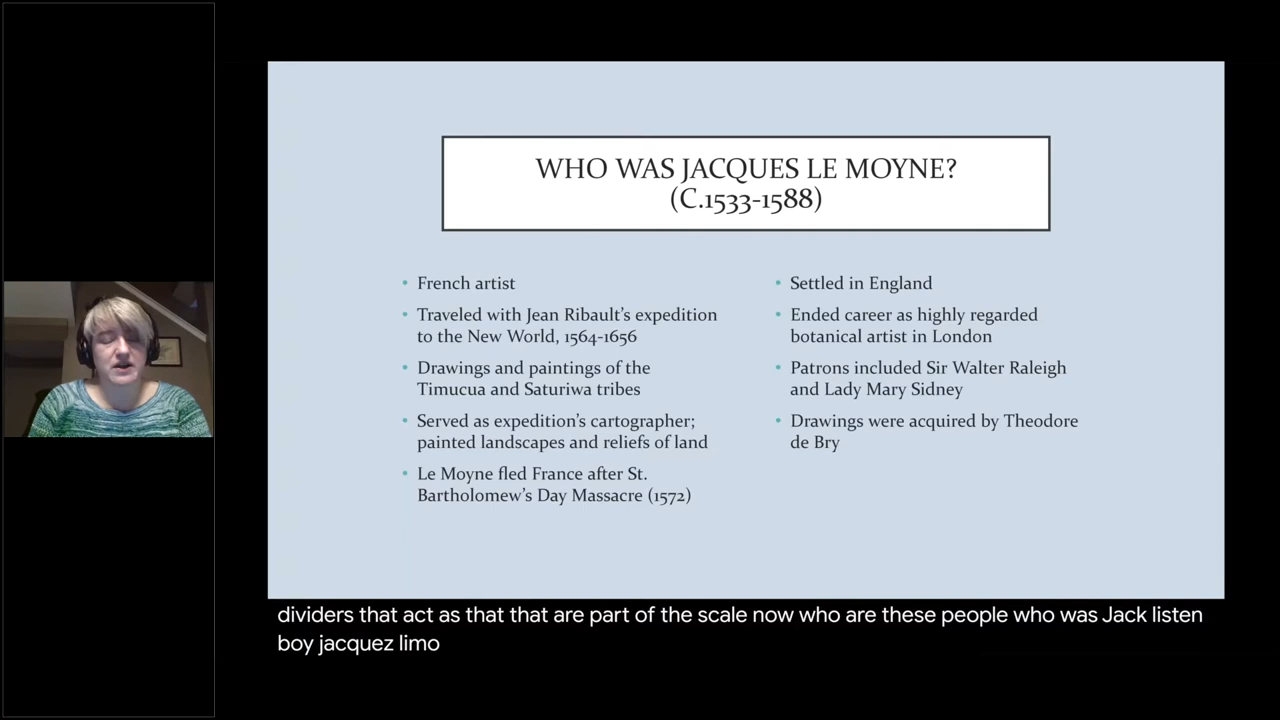 WHO WAS JACQUES LE MOYNE?
(C.1533-1588)
• French artist
• Traveled with Jean Ribault's expedition
to the New World, 1564-1656
• Drawings and paintings of the
Timucua and Saturiwa tribes
• Served as expedition's cartographer;
painted landscapes and reliefs of land
• Le Moyne fled France after St.
Bartholomew's Day Massacre (1572)
• Settled in England
• Ended career as highly regarded
botanical artist in London
• Patrons included Sir Walter Raleigh
and Lady Mary Sidney
• Drawings were acquired by Theodore
de Bry
dividers that act as that that are part of the scale now who are these people who was Jack listen
boy jacquez limo